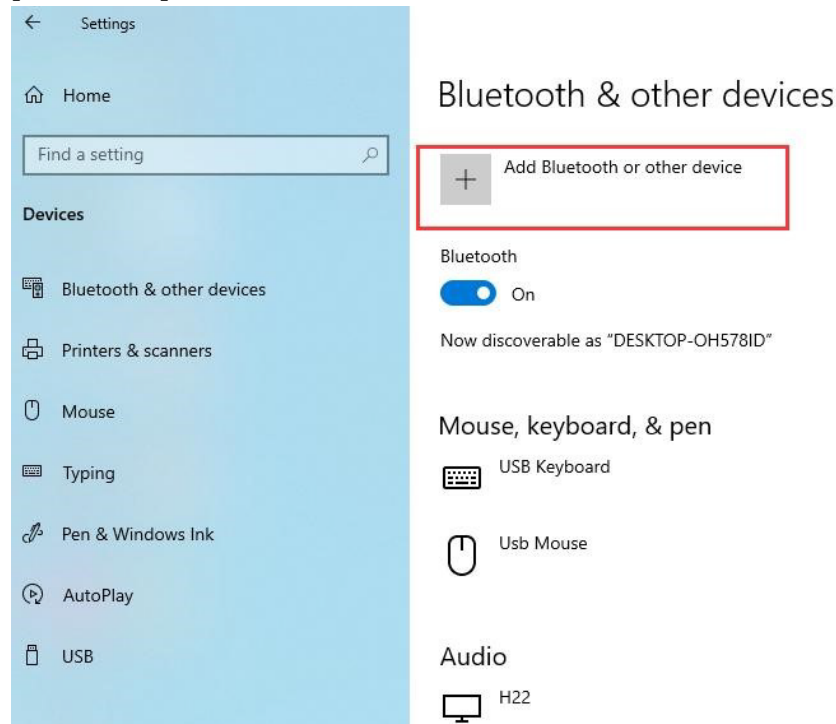 Settings
Home
Find a setting
Devices
Bluetooth & other devices
Printers & scanners
Mouse
Typing
Pen & Windows Ink
AutoPlay
USB
Bluetooth & other devices
Add Bluetooth or other device
Bluetooth
On
Now discoverable as “DESKTOP-OH578ID”
Mouse, keyboard, & pen
USB Keyboard
Usb Mouse
Audio
H22